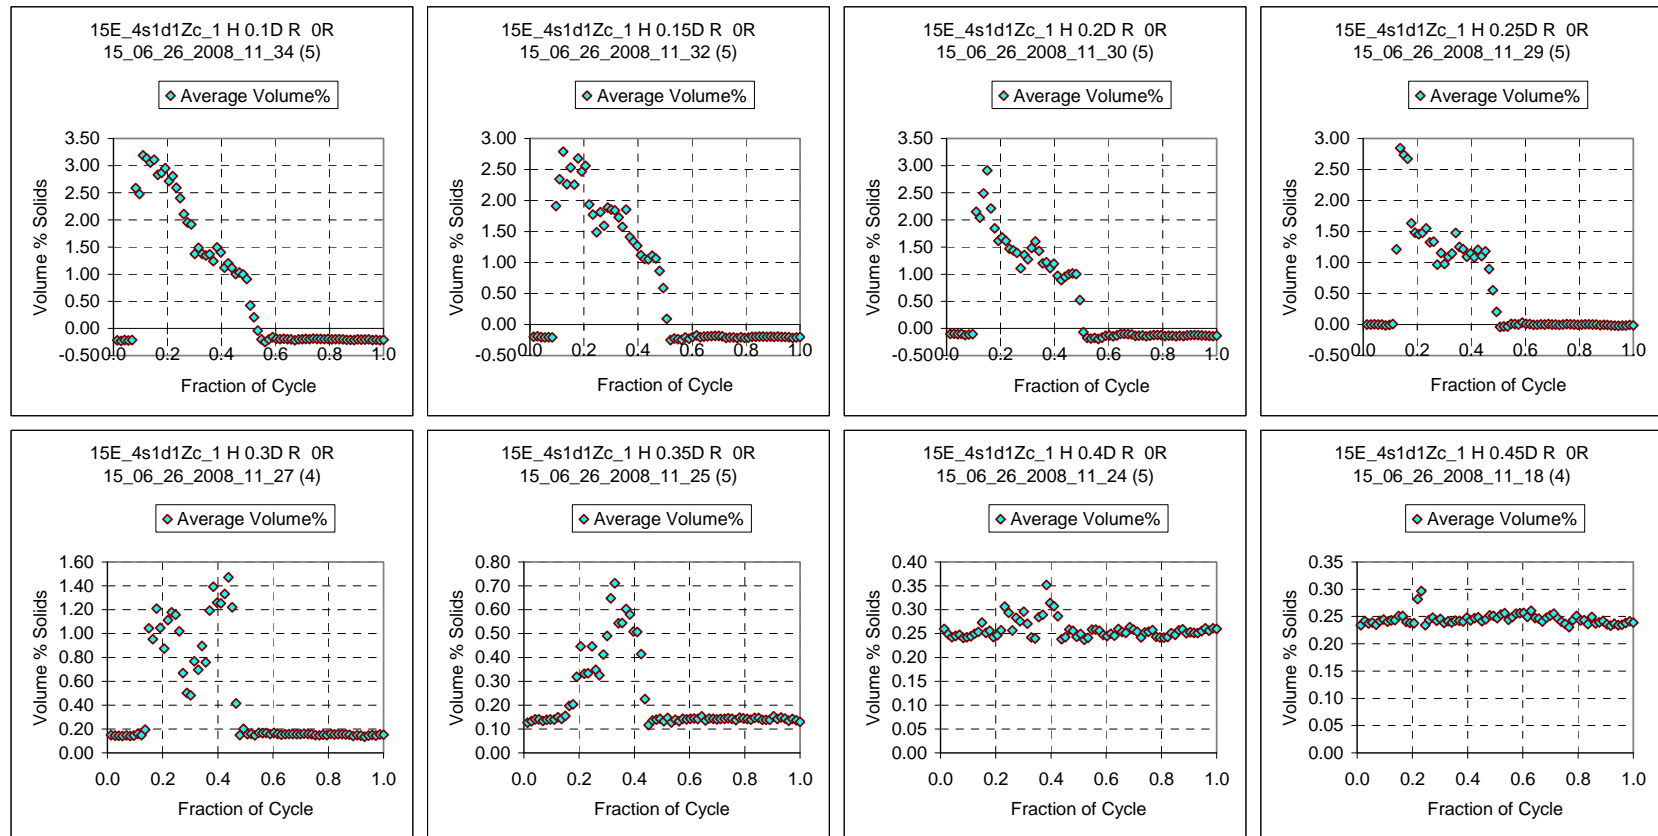 15E_4s1d1Zc_1 H 0.1D R 0R
15_06_26_2008_11_34 (5)
Average Volume%
3.50
3.00
2.50
2.00
1.50
1.00
0.50
0.00
-0.50
Volume % Solids
0.0 0.2 0.4 0.6 0.8 1.0
Fraction of Cycle
15E_4s1d1Zc_1 H 0.15D R 0R
15_06_26_2008_11_32 (5)
Average Volume%
3.00
2.50
2.00
1.50
1.00
0.50
0.00
-0.50
Volume % Solids
0.0 0.2 0.4 0.6 0.8 1.0
Fraction of Cycle
15E_4s1d1Zc_1 H 0.2D R 0R
15_06_26_2008_11_30 (5)
Average Volume%
3.50
3.00
2.50
2.00
1.50
1.00
0.50
0.00
-0.50
Volume % Solids
0.0 0.2 0.4 0.6 0.8 1.0
Fraction of Cycle
15E_4s1d1Zc_1 H 0.25D R 0R
15_06_26_2008_11_29 (5)
Average Volume%
3.00
2.50
2.00
1.50
1.00
0.50
0.00
-0.50
Volume % Solids
0.0 0.2 0.4 0.6 0.8 1.0
Fraction of Cycle
15E_4s1d1Zc_1 H 0.3D R 0R
15_06_26_2008_11_27 (4)
Average Volume%
1.60
1.40
1.20
1.00
0.80
0.60
0.40
0.20
0.00
Volume % Solids
0.0 0.2 0.4 0.6 0.8 1.0
Fraction of Cycle
15E_4s1d1Zc_1 H 0.35D R 0R
15_06_26_2008_11_25 (5)
Average Volume%
0.80
0.70
0.60
0.50
0.40
0.30
0.20
0.10
0.00
Volume % Solids
0.0 0.2 0.4 0.6 0.8 1.0
Fraction of Cycle
15E_4s1d1Zc_1 H 0.4D R 0R
15_06_26_2008_11_24 (5)
Average Volume%
0.40
0.35
0.30
0.25
0.20
0.15
0.10
0.05
0.00
Volume % Solids
0.0 0.2 0.4 0.6 0.8 1.0
Fraction of Cycle
15E_4s1d1Zc_1 H 0.45D R 0R
15_06_26_2008_11_18 (4)
Average Volume%
0.35
0.30
0.25
0.20
0.15
0.10
0.05
0.00
Volume % Solids
0.0 0.2 0.4 0.6 0.8 1.0
Fraction of Cycle